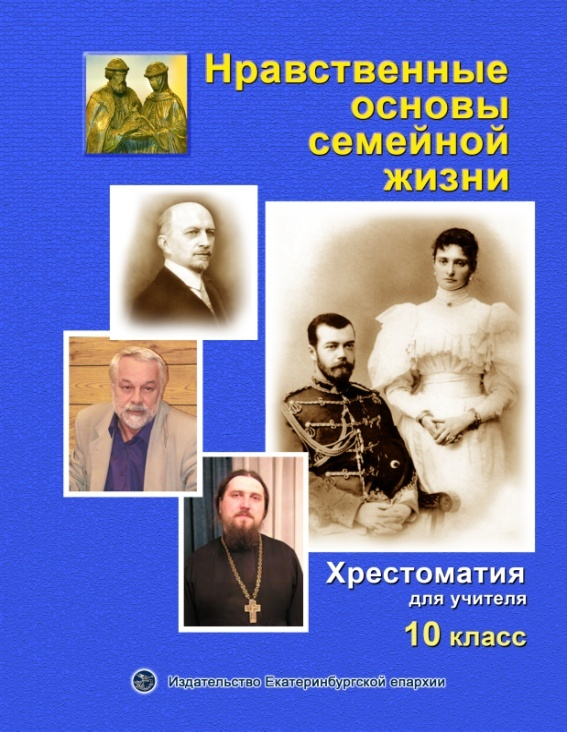 Нравственные
основы
семейной
жизни
Хрестоматия
для учителя
10 класс
Издательство Екатеринбургской епархии